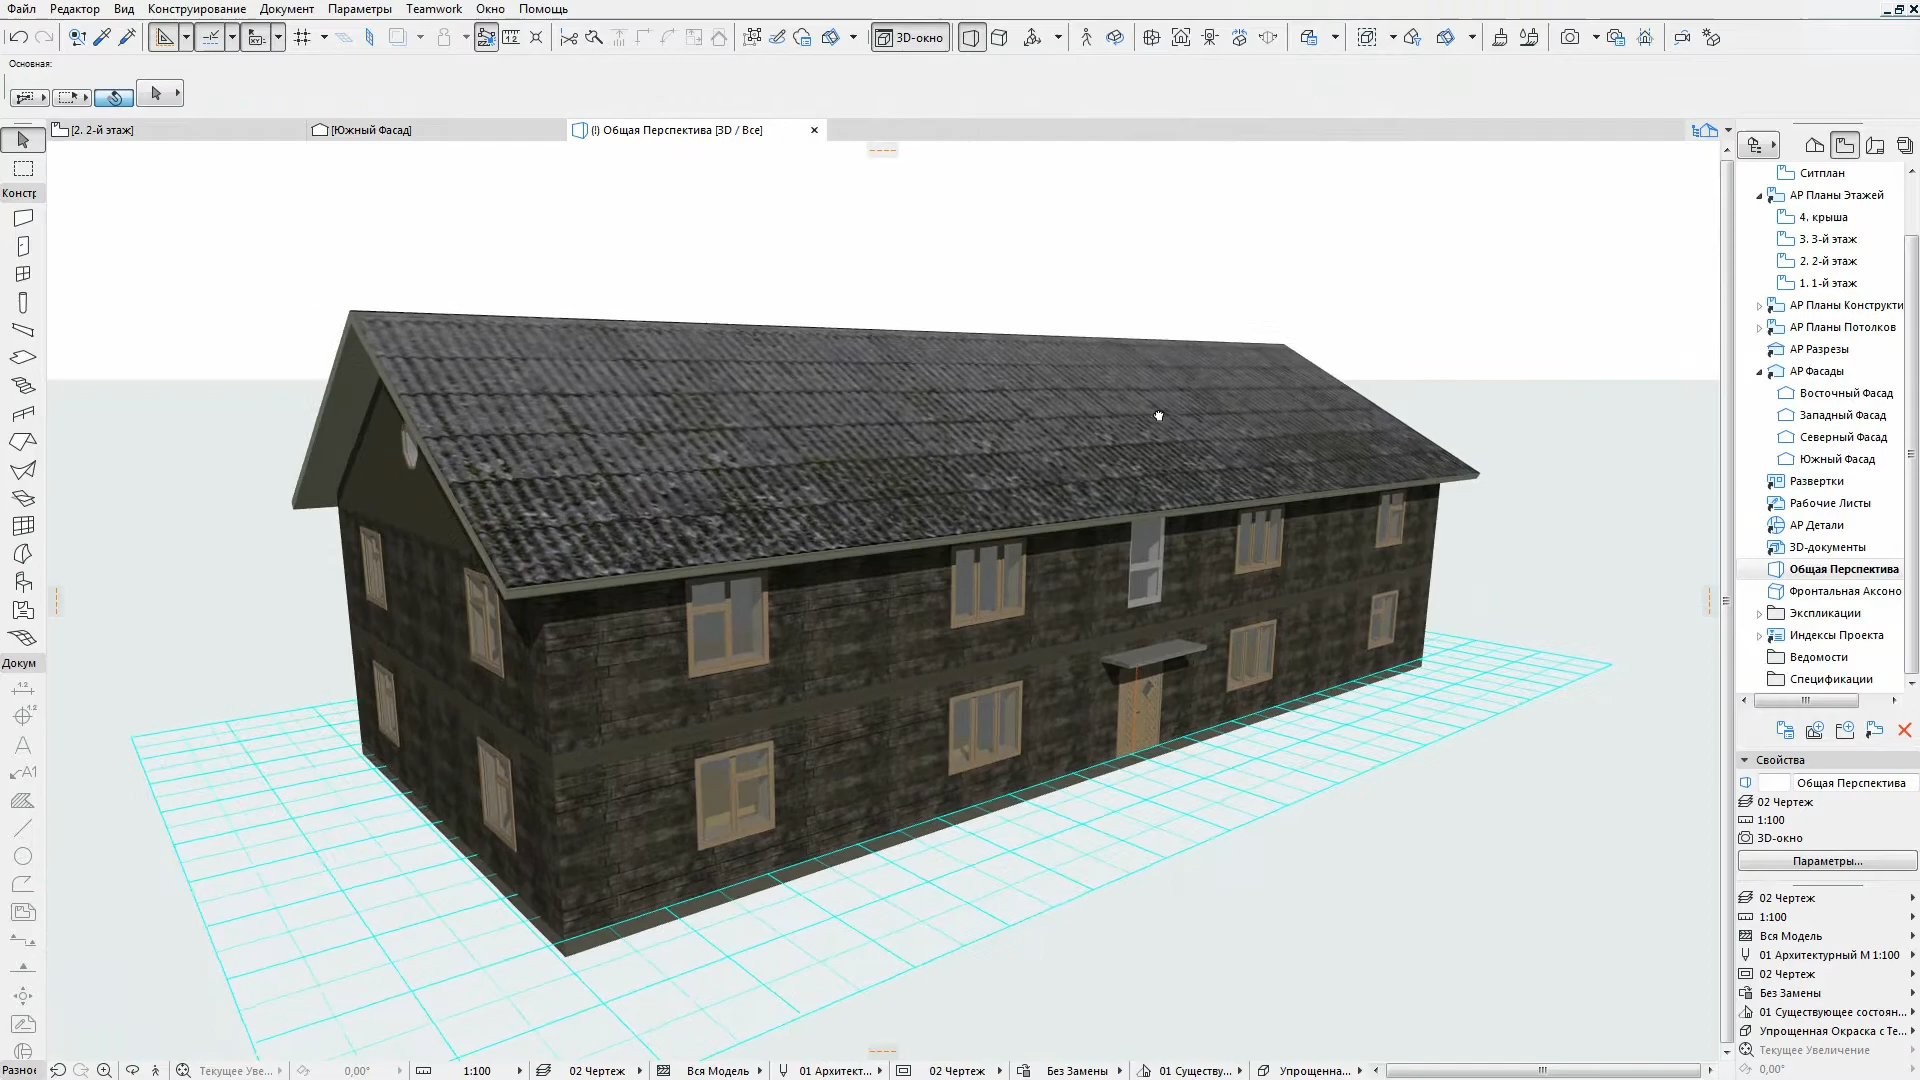 Файл Редактор Вид Конструирование Документ Параметры Teamwork Окно Помощь
3D-окно
Основная:
[2. 2-й этаж] [Южный Фасад] (!) Общая Перспектива [3D / Все]
Констр
Докум
Разное
Ситплан
АР Планы Этажей
4. крыша
3. 3-й этаж
2. 2-й этаж
1. 1-й этаж
АР Планы Конструкти
АР Планы Потолков
АР Разрезы
АР Фасады
Восточный Фасад
Западный Фасад
Северный Фасад
Южный Фасад
Развертки
Рабочие Листы
АР Детали
3D-документы
Общая Перспектива
Фронтальная Аксоно
Экспликации
Индексы Проекта
Ведомости
Спецификации
Свойства
Общая Перспектива
02 Чертеж
1:100
3D-окно
Параметры...
02 Чертеж
1:100
Вся Модель
01 Архитектурный М 1:100
02 Чертеж
Без Замены
01 Существующее состоян...
Упрощенная Окраска с Те...
Текущее Увеличение
0,00°
Текущее Уве... 0,00° 1:100 02 Чертеж Вся Модель 01 Архитект... 02 Чертеж Без Замены 01 Существу... Упрощенна...